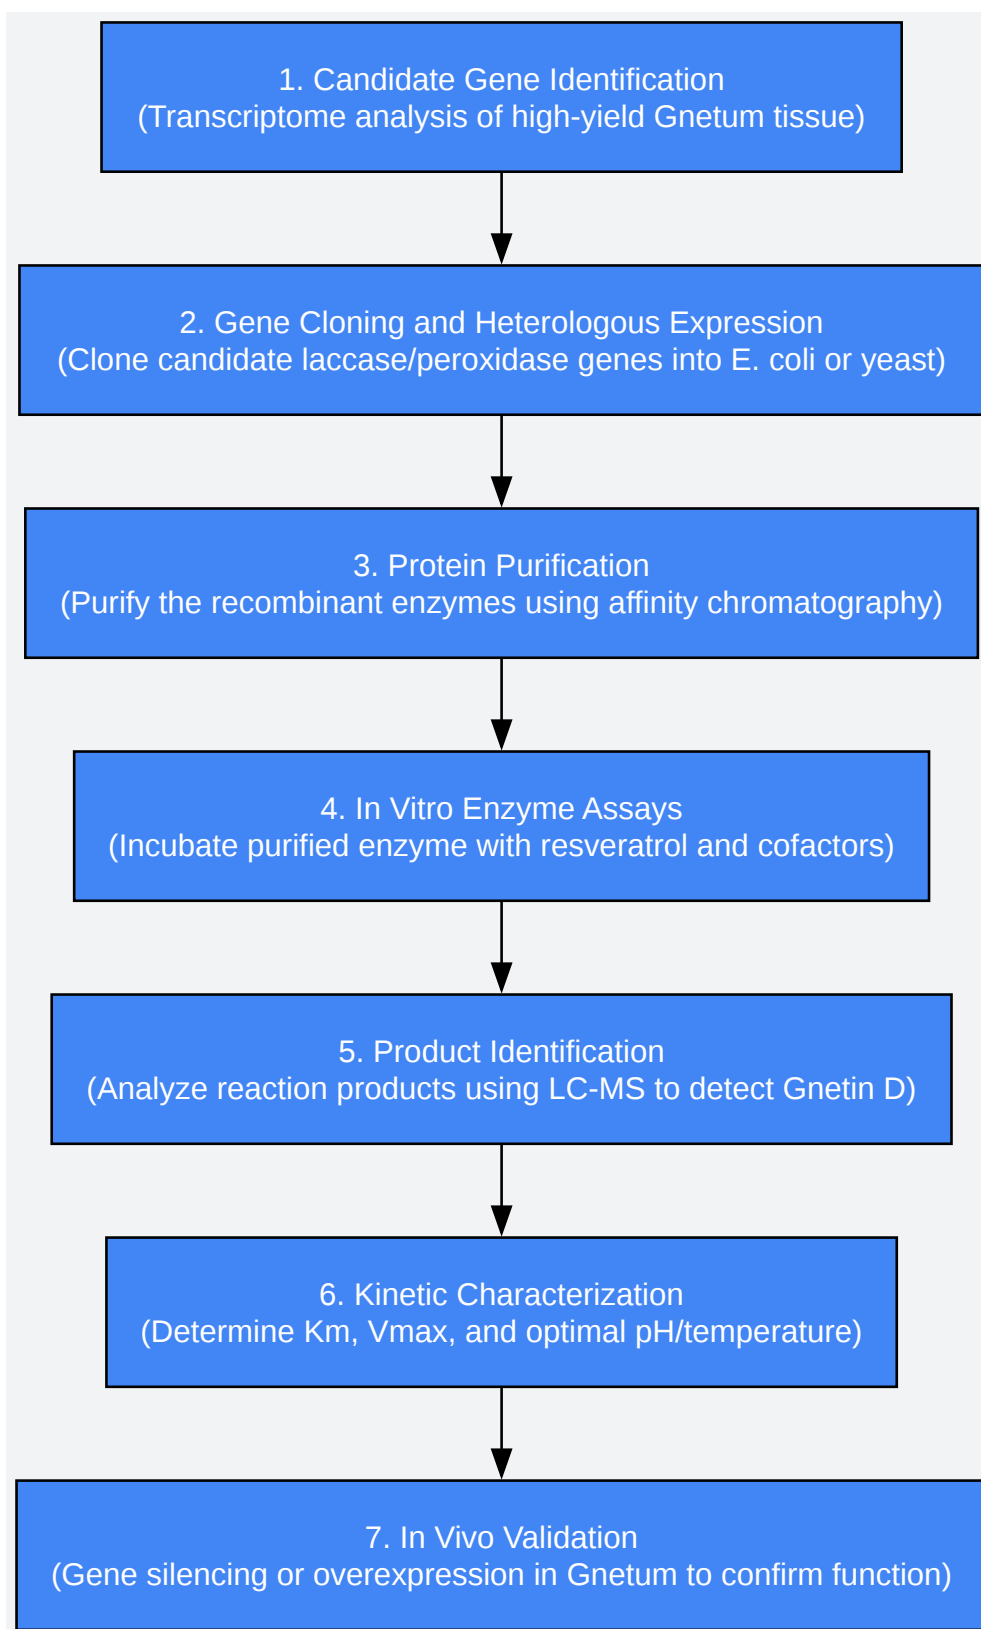 1. Candidate Gene Identification
(Transcriptome analysis of high-yield Gnetum tissue)
2. Gene Cloning and Heterologous Expression
(Clone candidate laccase/peroxidase genes into E. coli or yeast)
3. Protein Purification
(Purify the recombinant enzymes using affinity chromatography)
4. In Vitro Enzyme Assays
(Incubate purified enzyme with resveratrol and cofactors)
5. Product Identification
(Analyze reaction products using LC-MS to detect Gnetin D)
6. Kinetic Characterization
(Determine Km, Vmax, and optimal pH/temperature)
7. In Vivo Validation
(Gene silencing or overexpression in Gnetum to confirm function)